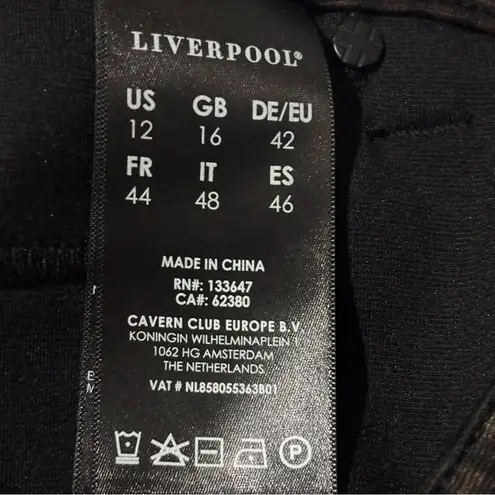 LIVERPOOL®
US GB DE/EU
12 16 42
FR IT ES
44 48 46
MADE IN CHINA
RN#: 133647
CA#: 62380
CAVERN CLUB EUROPE B.V.
KONINGIN WILHELMINAPLEIN 1
1062 HG AMSTERDAM
THE NETHERLANDS
VAT # NL858055363B01
P